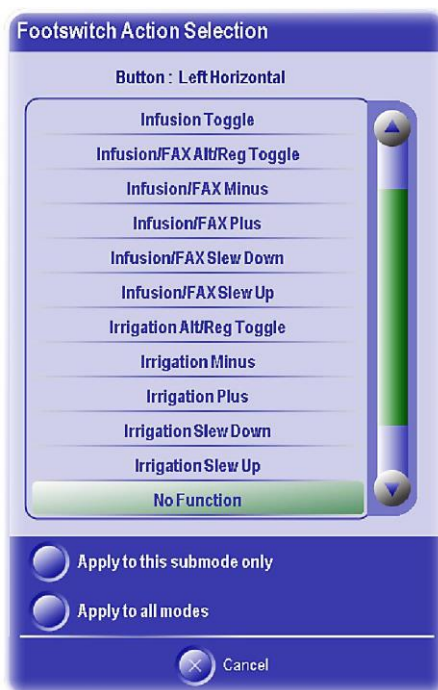 Footswitch Action Selection
Button : Left Horizontal
Infusion Toggle
Infusion/FAX Alt/Reg Toggle
Infusion/FAX Minus
Infusion/FAX Plus
Infusion/FAX Slew Down
Infusion/FAX Slew Up
Irrigation Alt/Reg Toggle
Irrigation Minus
Irrigation Plus
Irrigation Slew Down
Irrigation Slew Up
No Function
Apply to this submode only
Apply to all modes
Cancel